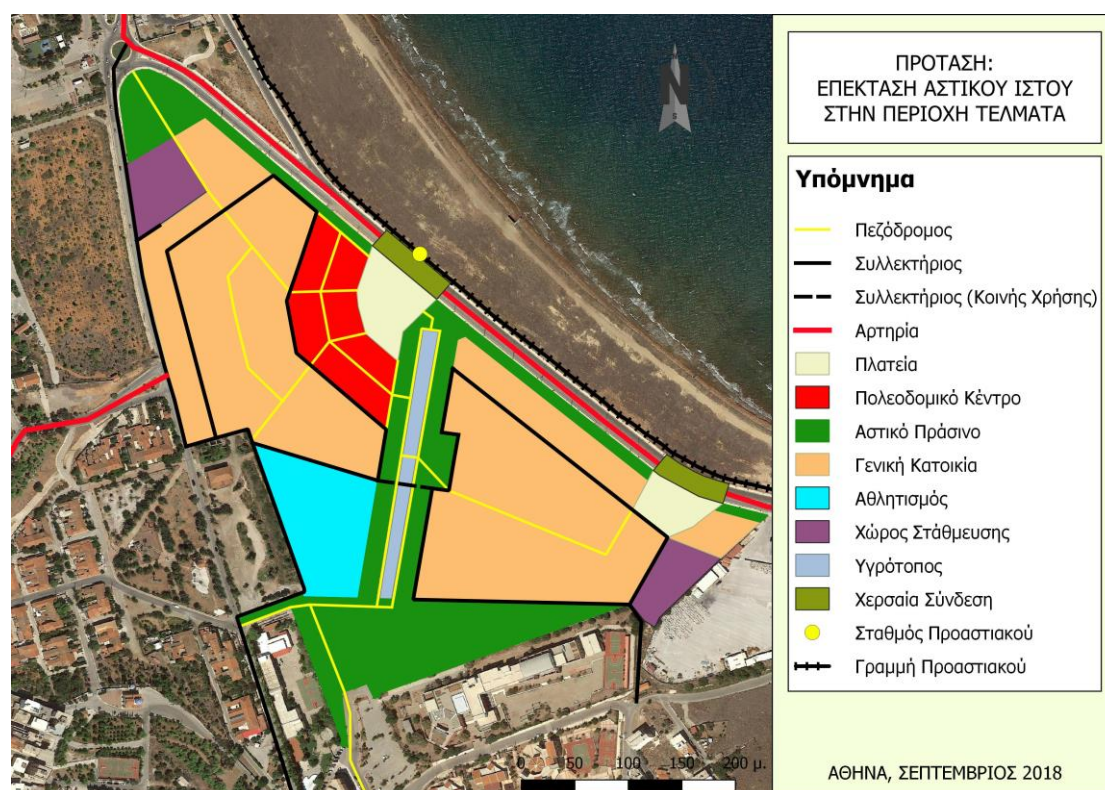 N
S
ΠΡΟΤΑΣΗ:
ΕΠΕΚΤΑΣΗ ΑΣΤΙΚΟΥ ΙΣΤΟΥ
ΣΤΗΝ ΠΕΡΙΟΧΗ ΤΕΛΜΑΤΑ
Υπόμνημα
Πεζόδρομος
Συλλεκτήριος
Συλλεκτήριος (Κοινής Χρήσης)
Αρτηρία
Πλατεία
Πολεοδομικό Κέντρο
Αστικό Πράσινο
Γενική Κατοικία
Αθλητισμός
Χώρος Στάθμευσης
Υγρότοπος
Χερσαία Σύνδεση
Σταθμός Προαστιακού
Γραμμή Προαστιακού
0 50 100 150 200 μ.
ΑΘΗΝΑ, ΣΕΠΤΕΜΒΡΙΟΣ 2018